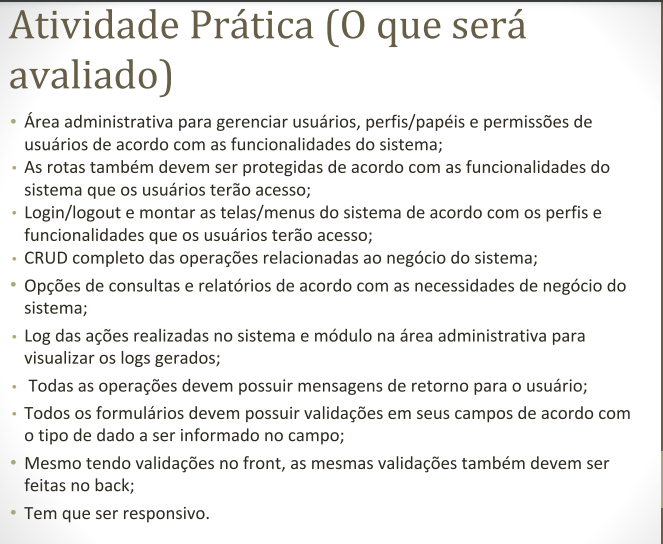 Atividade Prática (O que será
avaliado)
• Área administrativa para gerenciar usuários, perfis/papéis e permissões de
usuários de acordo com as funcionalidades do sistema;
• As rotas também devem ser protegidas de acordo com as funcionalidades do
sistema que os usuários terão acesso;
• Login/logout e montar as telas/menus do sistema de acordo com os perfis e
funcionalidades que os usuários terão acesso;
• CRUD completo das operações relacionadas ao negócio do sistema;
• Opções de consultas e relatórios de acordo com as necessidades de negócio do
sistema;
• Log das ações realizadas no sistema e módulo na área administrativa para
visualizar os logs gerados;
• Todas as operações devem possuir mensagens de retorno para o usuário;
• Todos os formulários devem possuir validações em seus campos de acordo com
o tipo de dado a ser informado no campo;
• Mesmo tendo validações no front, as mesmas validações também devem ser
feitas no back;
• Tem que ser responsivo.